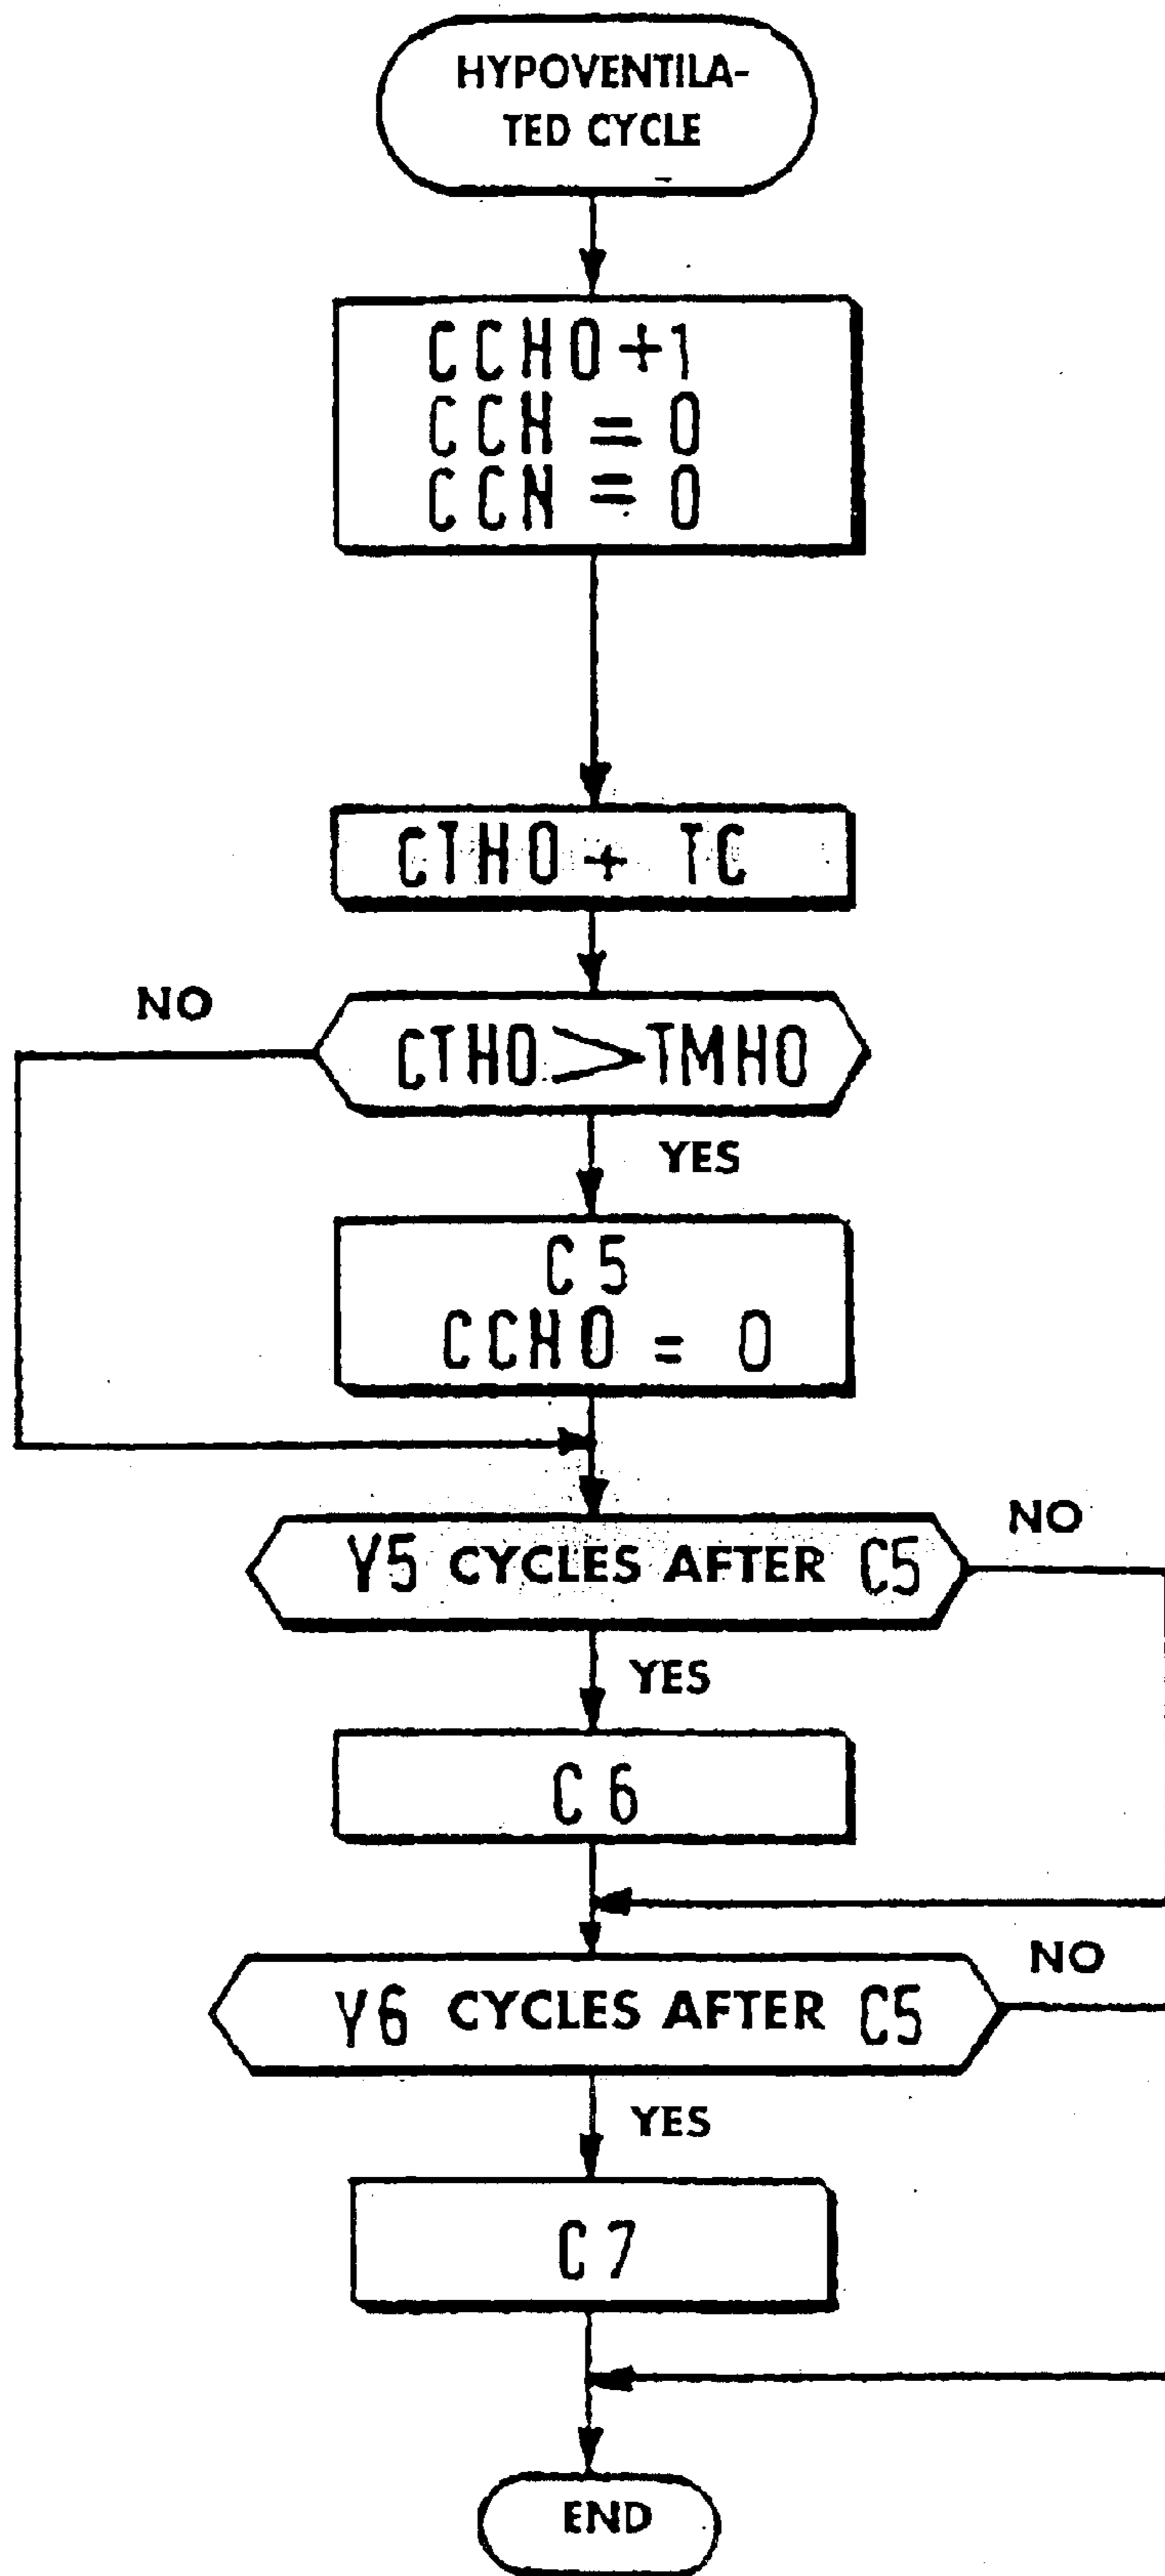 HYPOVENTILA-
TED CYCLE
CCHO+1
CCH = 0
CCN = 0
CTHO + TC
NO
CTHO>TMHO
YES
C5
CCHO = 0
NO
Y5 CYCLES AFTER C5
YES
C6
NO
Y6 CYCLES AFTER C5
YES
C7
END